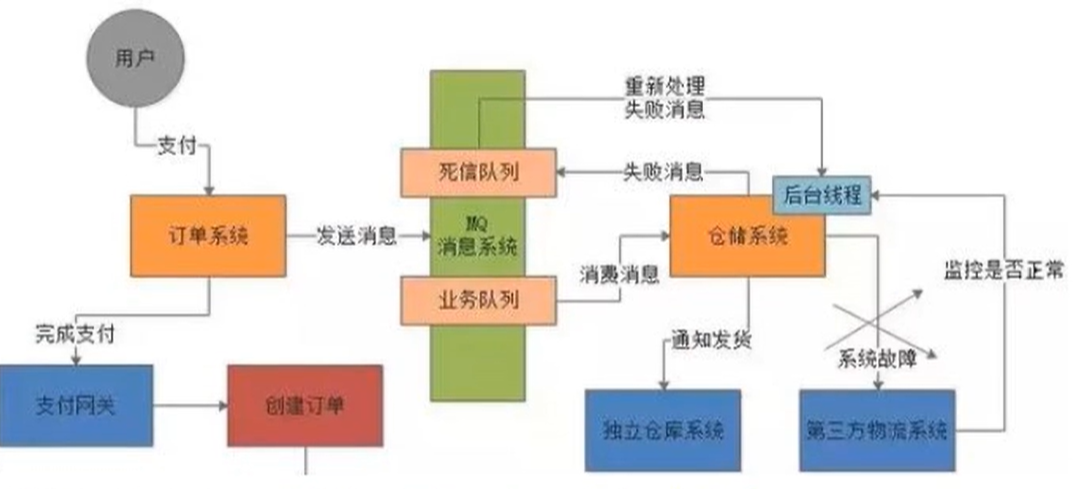 用户
支付
订单系统
发送消息
完成支付
支付网关
创建订单
死信队列
MQ
消息系统
业务队列
重新处理
失败消息
失败消息
后台线程
仓储系统
消费消息
通知发货
系统故障
监控是否正常
独立仓库系统
第三方物流系统